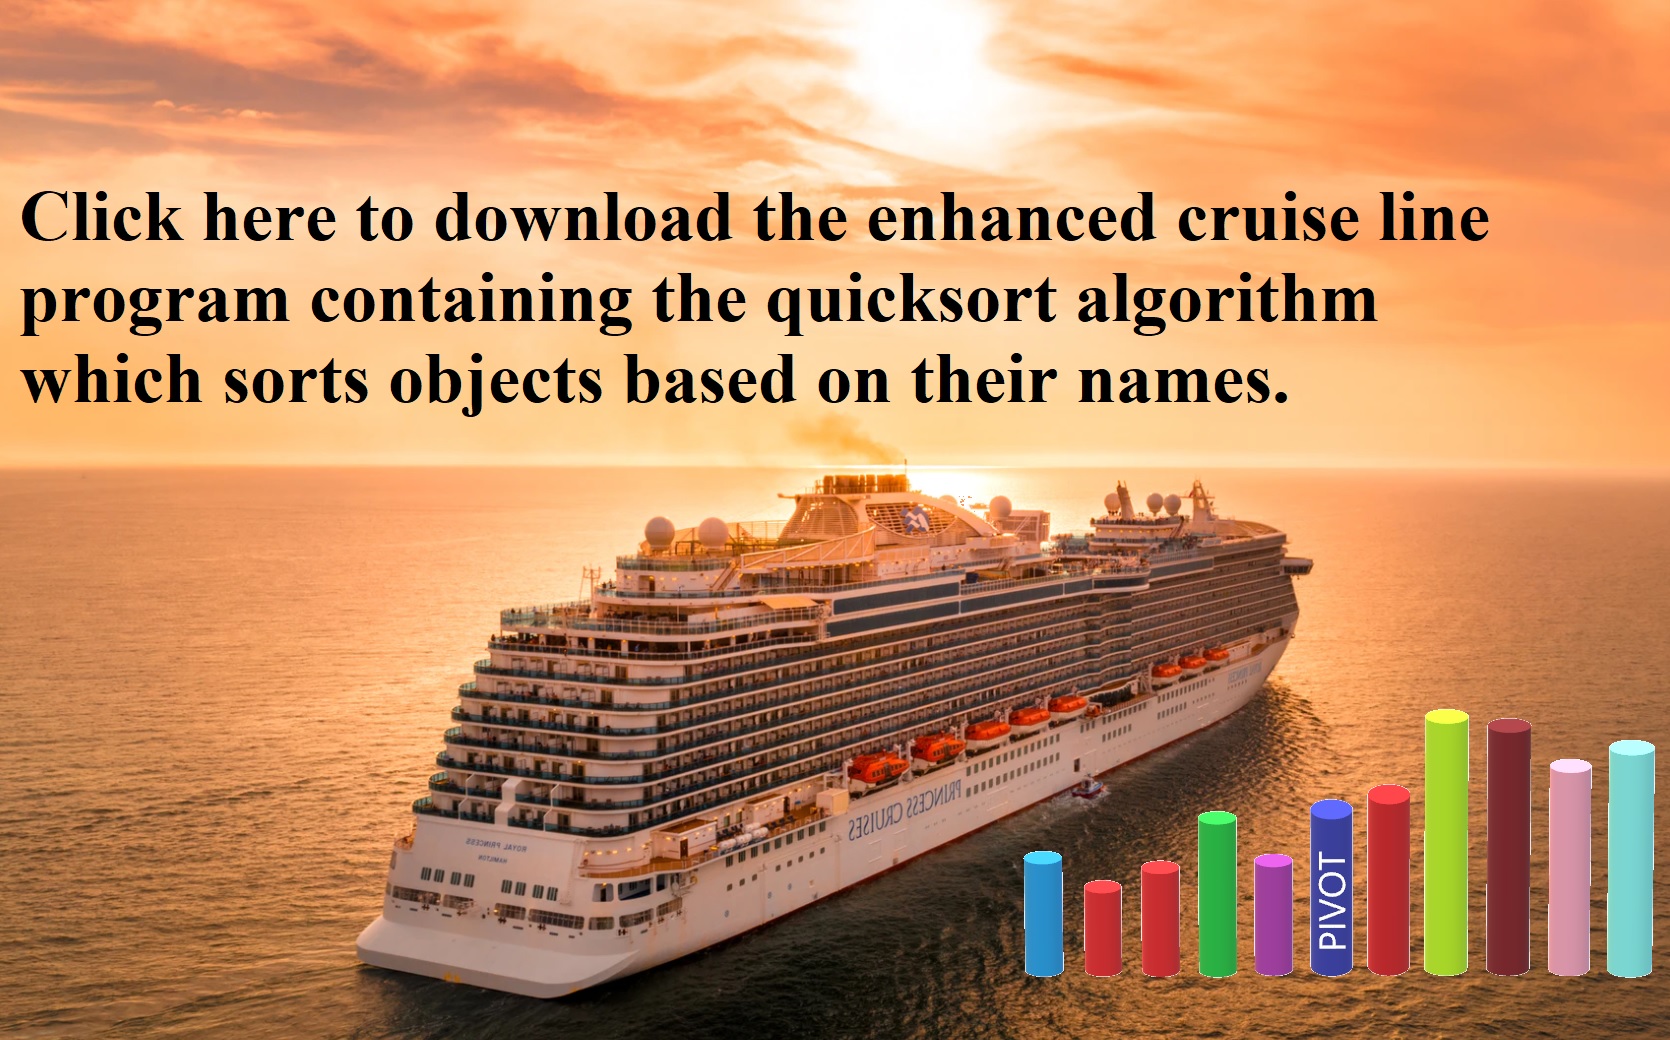 Click here to download the enhanced cruise line
program containing the quicksort algorithm
which sorts objects based on their names.
PRINCESS CRUISES
ROYAL PRINCESS
HAMILTON
PIVOT